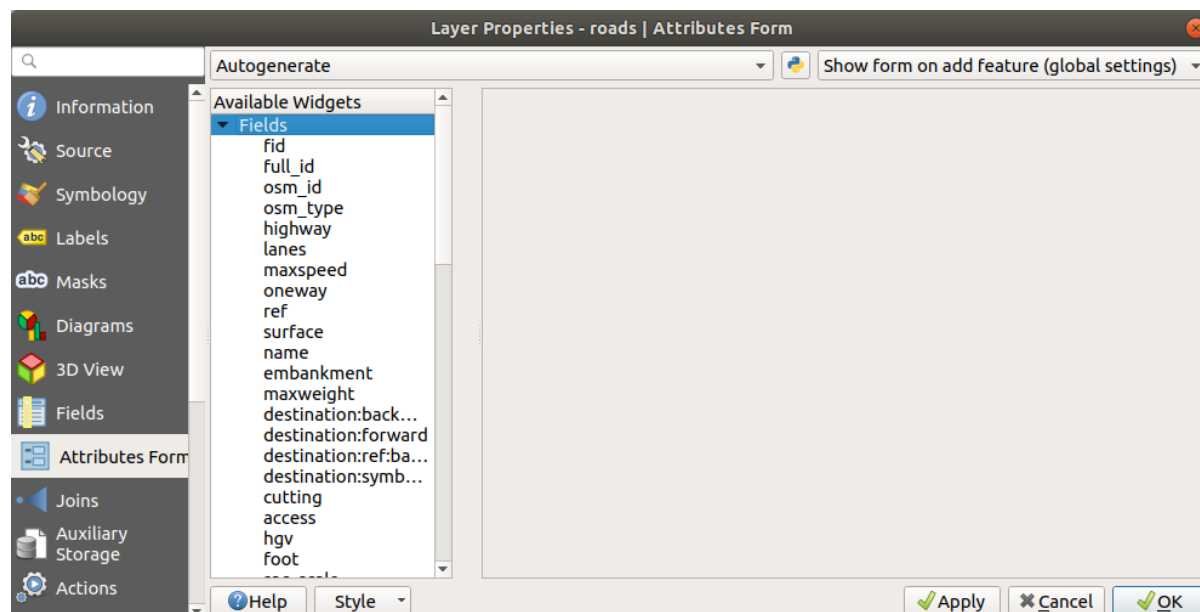 Layer Properties - roads | Attributes Form
Autogenerate
Show form on add feature (global settings)
Information
Source
Symbology
abc Labels
abc Masks
Diagrams
3D View
Fields
Attributes Form
Joins
Auxiliary
Storage
Actions
Available Widgets
Fields
fid
full_id
osm_id
osm_type
highway
lanes
maxspeed
oneway
ref
surface
name
embankment
maxweight
destination:back...
destination:forward
destination:ref:ba...
destination:symb...
cutting
access
hgv
foot
Help
Style
Apply
Cancel
OK